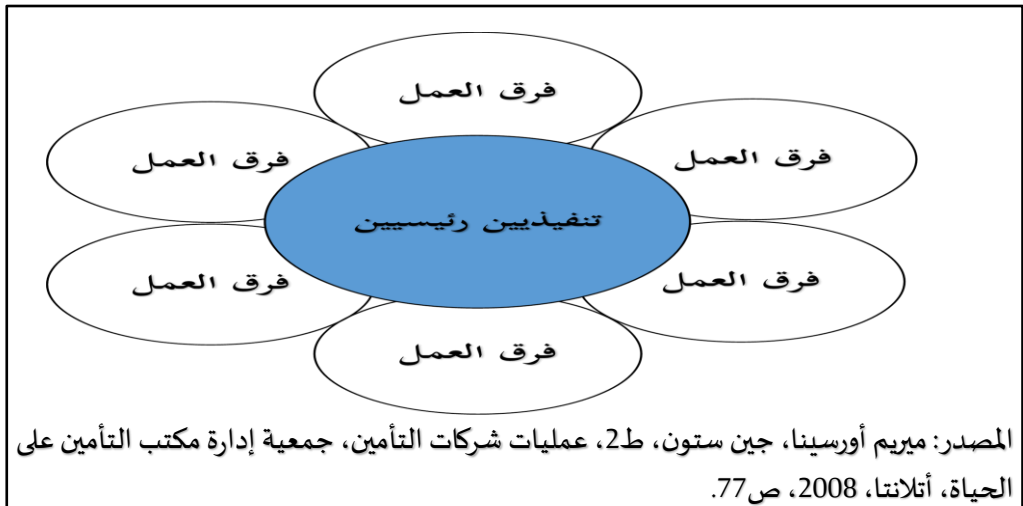 فرق العمل
فرق العمل
فرق العمل
تنفيذيين رئيسيين
فرق العمل
فرق العمل
فرق العمل
المصدر: ميريم أورسينا، جين ستون، ط2، عمليات شركات التأمين، جمعية إدارة مكتب التأمين على
الحياة، أتلانتا، 2008، ص77.